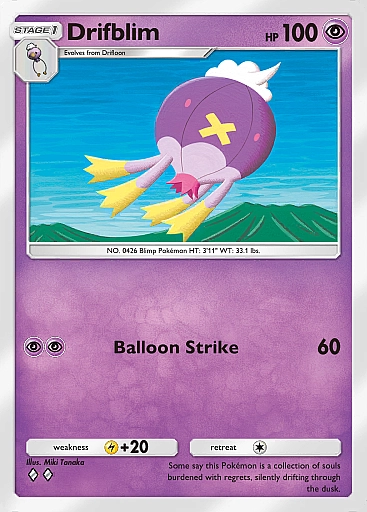 STAGE 1
Drifblim
HP 100
Evolves from Drifloon
NO. 0426 Blimp Pokémon HT: 3'11" WT: 33.1 lbs.
Balloon Strike 60
weakness +20 retreat
Illus. Miki Tanaka
Some say this Pokémon is a collection of souls
burdened with regrets, silently drifting through
the dusk.